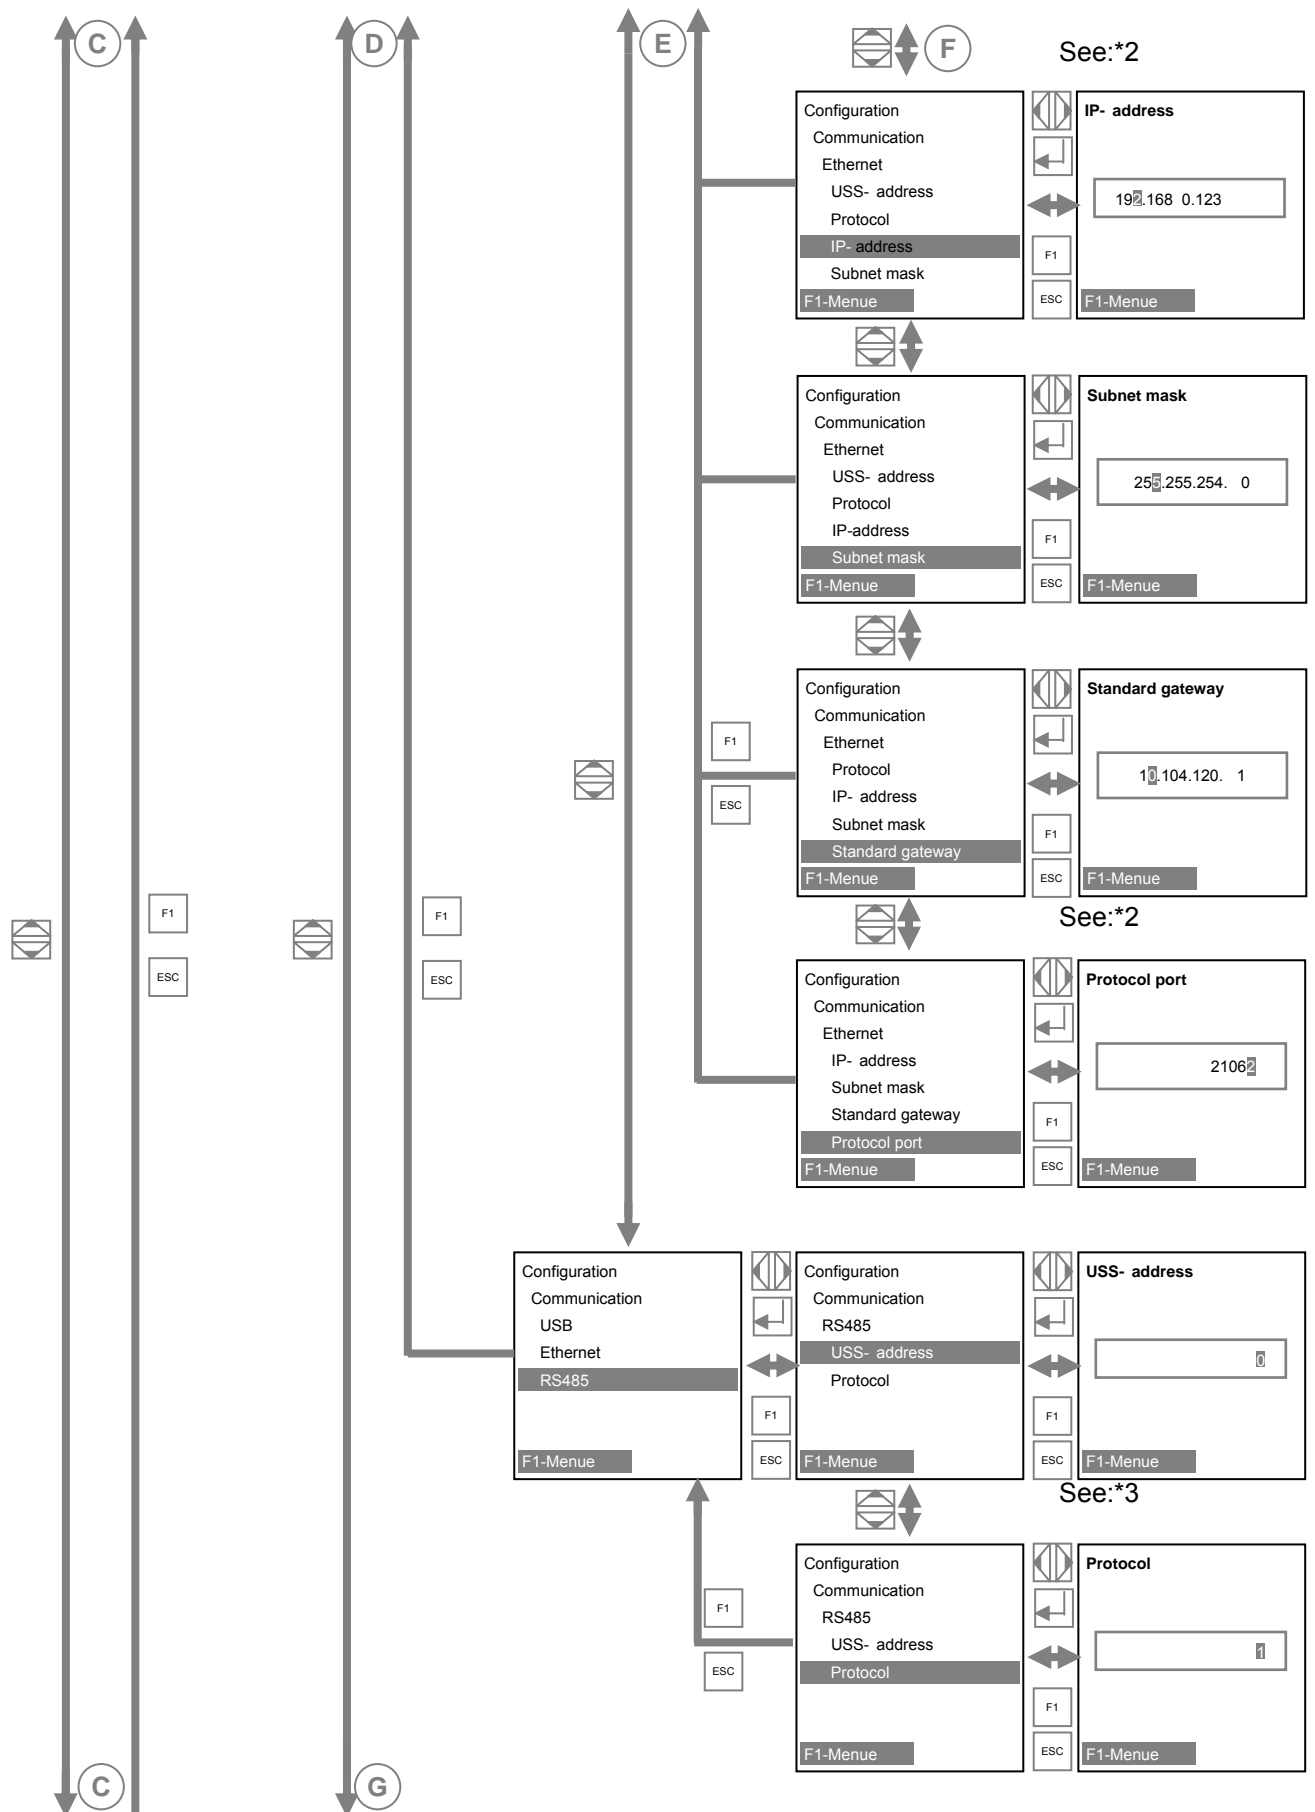 C
D
E
F
See:*2
Configuration
Communication
Ethernet
USS- address
Protocol
IP- address
Subnet mask
F1-Menue
F1
ESC
IP- address
192.168 0.123
F1-Menue
Configuration
Communication
Ethernet
USS- address
Protocol
IP-address
Subnet mask
F1-Menue
F1
ESC
Subnet mask
255.255.254. 0
F1-Menue
F1
ESC
Configuration
Communication
Ethernet
Protocol
IP- address
Subnet mask
Standard gateway
F1-Menue
F1
ESC
Standard gateway
10.104.120. 1
F1-Menue
F1
ESC
F1
ESC
See:*2
Configuration
Communication
Ethernet
IP- address
Subnet mask
Standard gateway
Protocol port
F1-Menue
F1
ESC
Protocol port
21062
F1-Menue
Configuration
Communication
USB
Ethernet
RS485
F1-Menue
F1
ESC
Configuration
Communication
RS485
USS- address
Protocol
F1-Menue
F1
ESC
USS- address
0
F1-Menue
See:*3
F1
ESC
Configuration
Communication
RS485
USS- address
Protocol
F1-Menue
F1
ESC
Protocol
1
F1-Menue
C
G